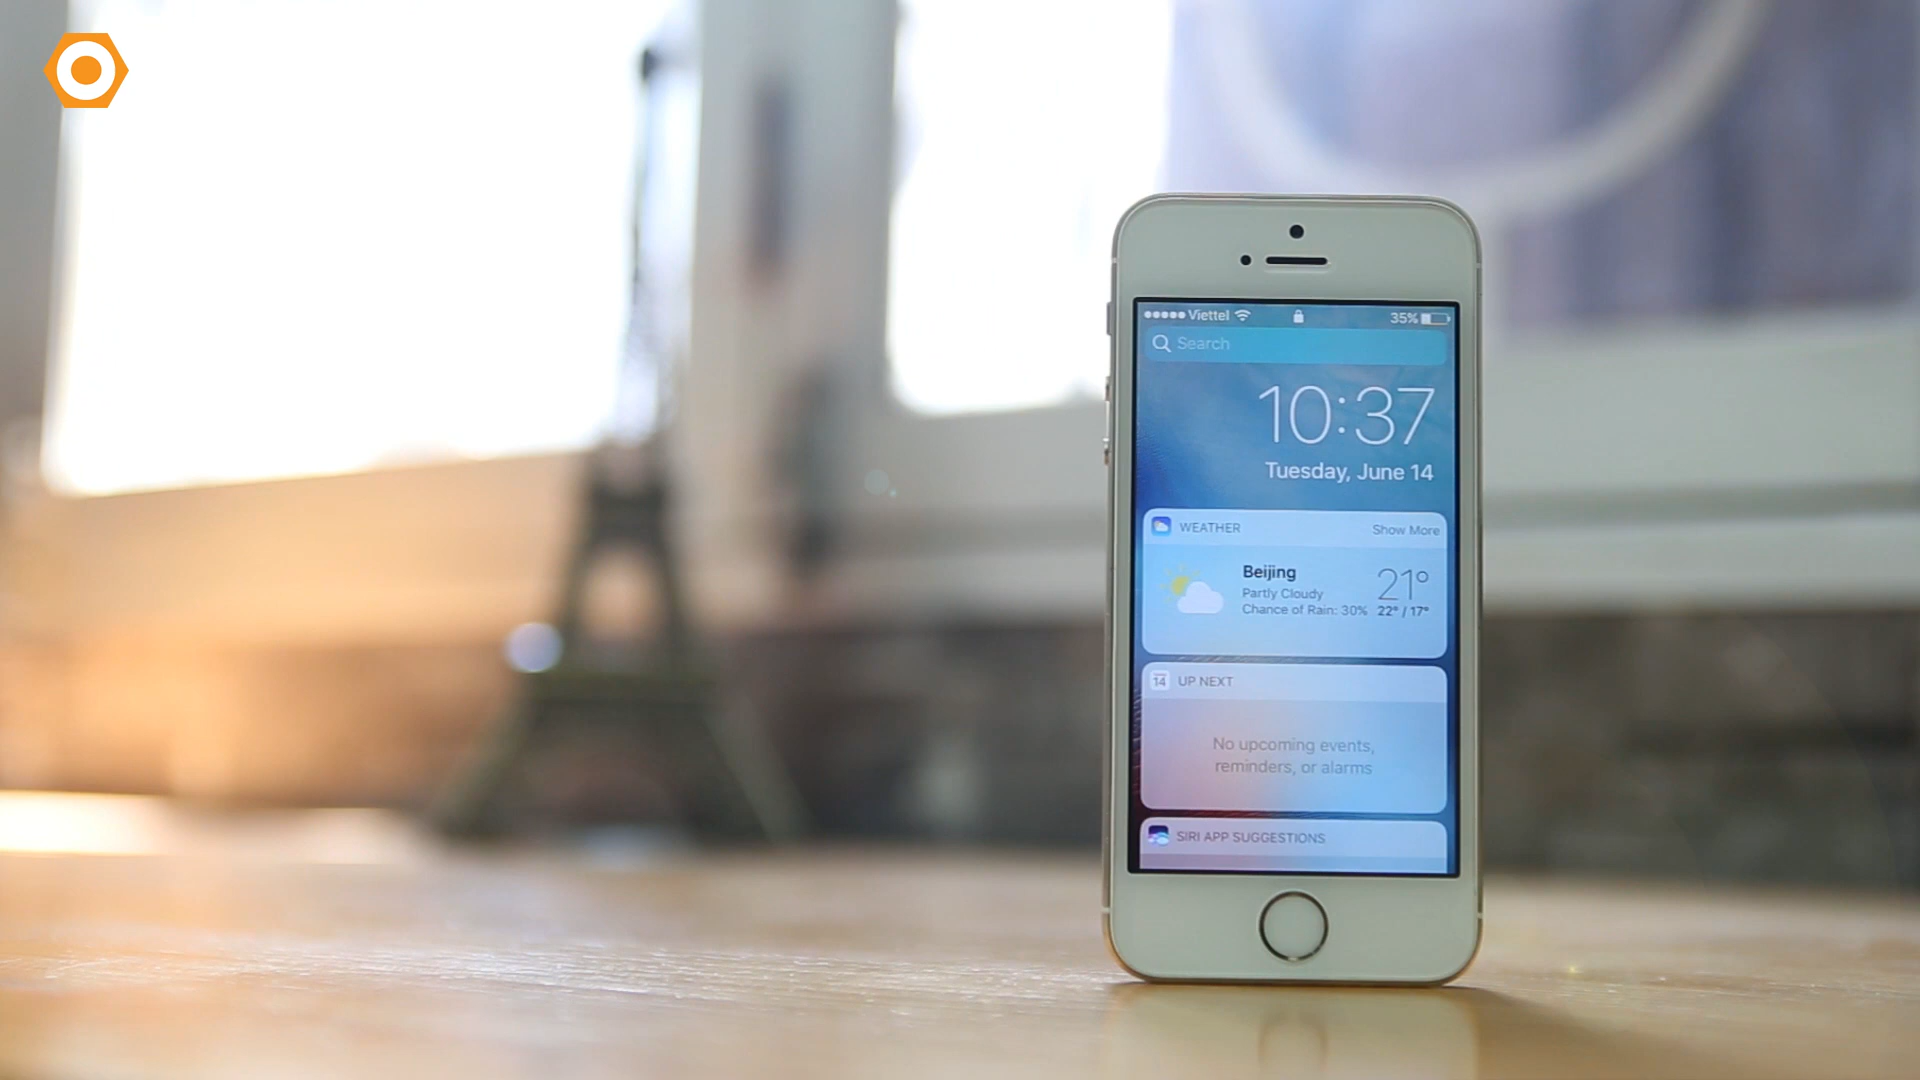 Viettel 35%
Search
10:37
Tuesday, June 14
WEATHER Show More
Beijing 21°
Partly Cloudy
Chance of Rain: 30% 22° / 17°
14 UP NEXT
No upcoming events,
reminders, or alarms
SIRI APP SUGGESTIONS